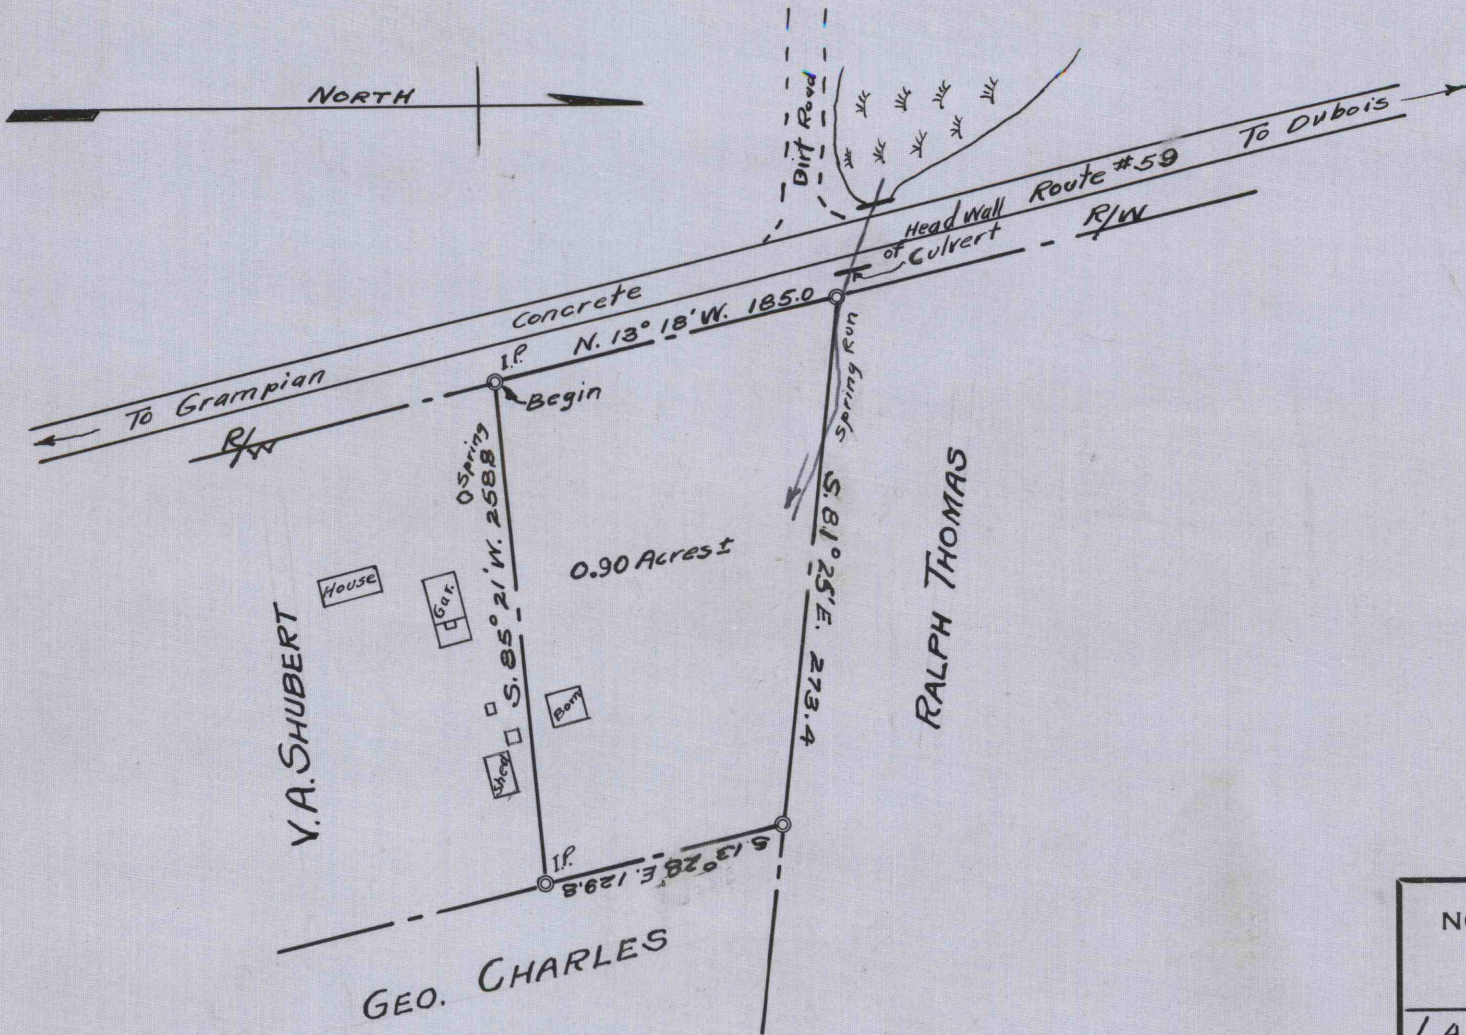 NORTH
Dirt Road
To Dubois
Route #59
R/W
Head Wall
of Culvert
Concrete
N. 13° 18' W. 185.0
I.P.
Begin
To Grampian
R/W
Spring Run
Spring
S. 85° 21' W. 258.8
0.90 Acres ±
S. 81° 25' E. 273.4
RALPH THOMAS
House
Gar.
V.A. SHUBERT
Barn
Shed
I.P.
S. 13° 28' E. 129.8
GEO. CHARLES